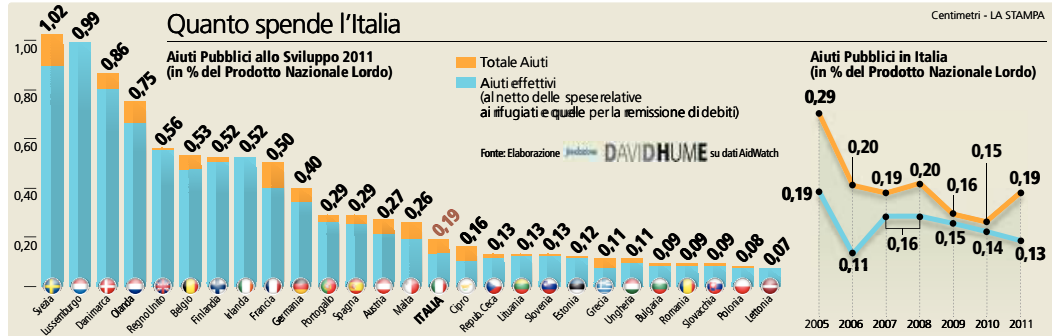 Quanto spende l'Italia
Centimetri - LA STAMPA
Aiuti Pubblici allo Sviluppo 2011
(in % del Prodotto Nazionale Lordo)
Totale Aiuti
Aiuti effettivi
(al netto delle spese relative
ai rifugiati e quelle per la remissione di debiti)
Fonte: Elaborazione fondazione DAVIDHUME su dati AidWatch
1,00
0,80
0,60
0,40
0,20
0
1,02 0,99 0,86 0,75 0,56 0,53 0,52 0,52 0,50 0,40 0,29 0,29 0,27 0,26 0,19 0,16 0,13 0,13 0,13 0,12 0,11 0,11 0,09 0,09 0,09 0,08 0,07
Svezia Lussemburgo Danimarca Olanda Regno Unito Belgio Finlandia Irlanda Francia Germania Portogallo Spagna Austria Malta ITALIA Cipro Repub. Ceca Lituania Slovenia Estonia Grecia Ungheria Bulgaria Romania Slovacchia Polonia Lettonia
Aiuti Pubblici in Italia
(in % del Prodotto Nazionale Lordo)
0,29 0,20 0,19 0,20 0,16 0,15 0,19
0,19 0,11 0,16 0,15 0,14 0,13
2005 2006 2007 2008 2009 2010 2011